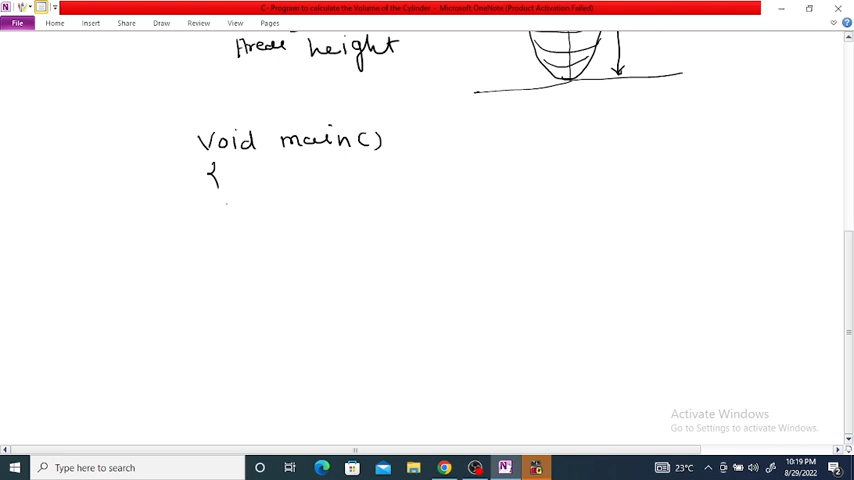 C- Program to calculate the Volume of the Cylinder - Microsoft OneNote (Product Activation Failed)
File Home Insert Share Draw Review View Pages
Area height
Void main()
{
Activate Windows
Go to Settings to activate Windows.
Type here to search
23°C
10:19 PM
8/29/2022
2